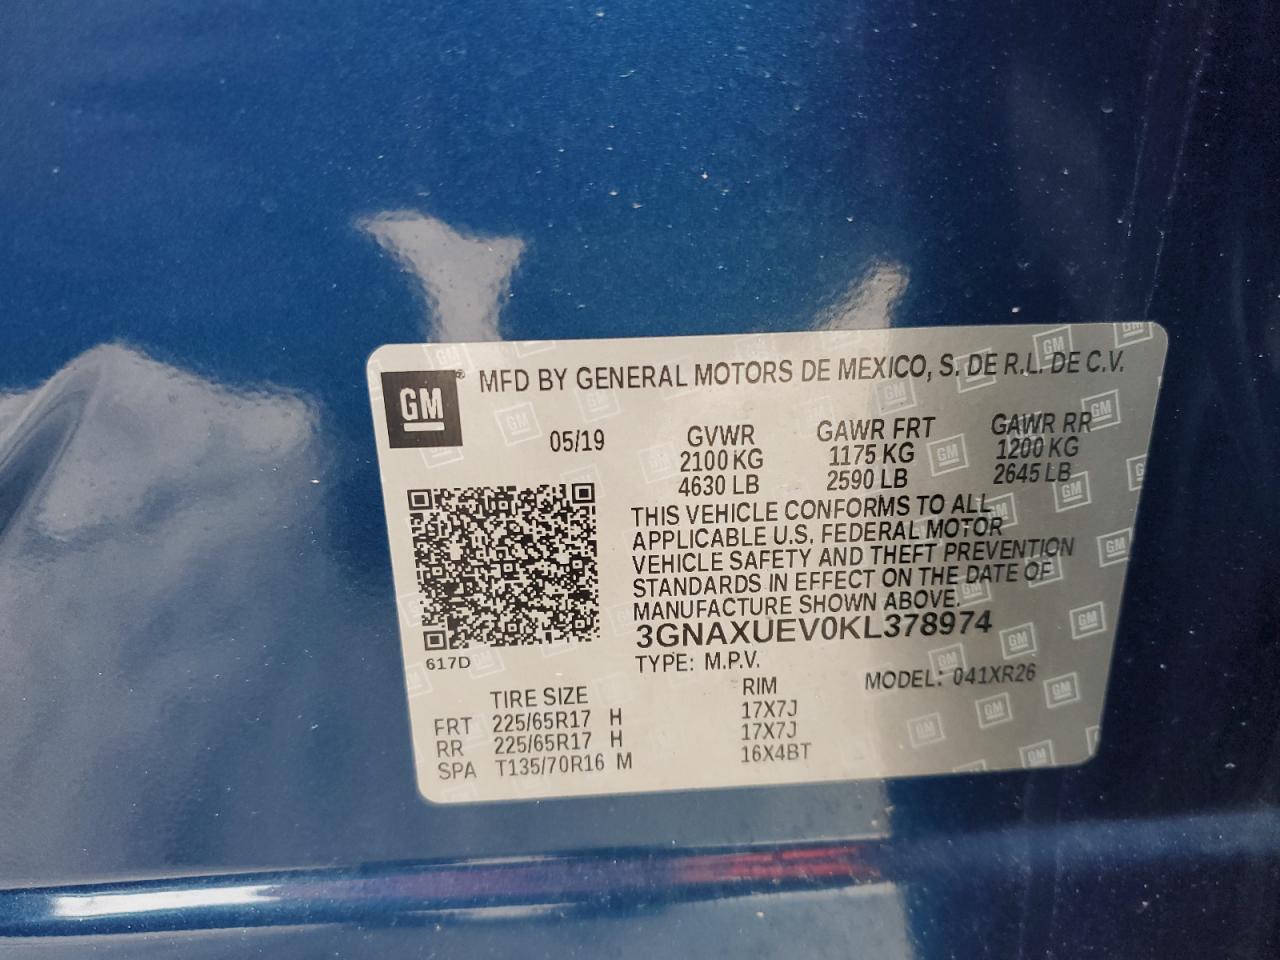 GM ® MFD BY GENERAL MOTORS DE MEXICO, S. DE R.L. DE C.V.
05/19 GVWR GAWR FRT GAWR RR
2100 KG 1175 KG 1200 KG
4630 LB 2590 LB 2645 LB
THIS VEHICLE CONFORMS TO ALL
APPLICABLE U.S. FEDERAL MOTOR
VEHICLE SAFETY AND THEFT PREVENTION
STANDARDS IN EFFECT ON THE DATE OF
MANUFACTURE SHOWN ABOVE.
3GNAXUEV0KL378974
617D TYPE: M.P.V. MODEL: 041XR26
TIRE SIZE RIM
FRT 225/65R17 H 17X7J
RR 225/65R17 H 17X7J
SPA T135/70R16 M 16X4BT